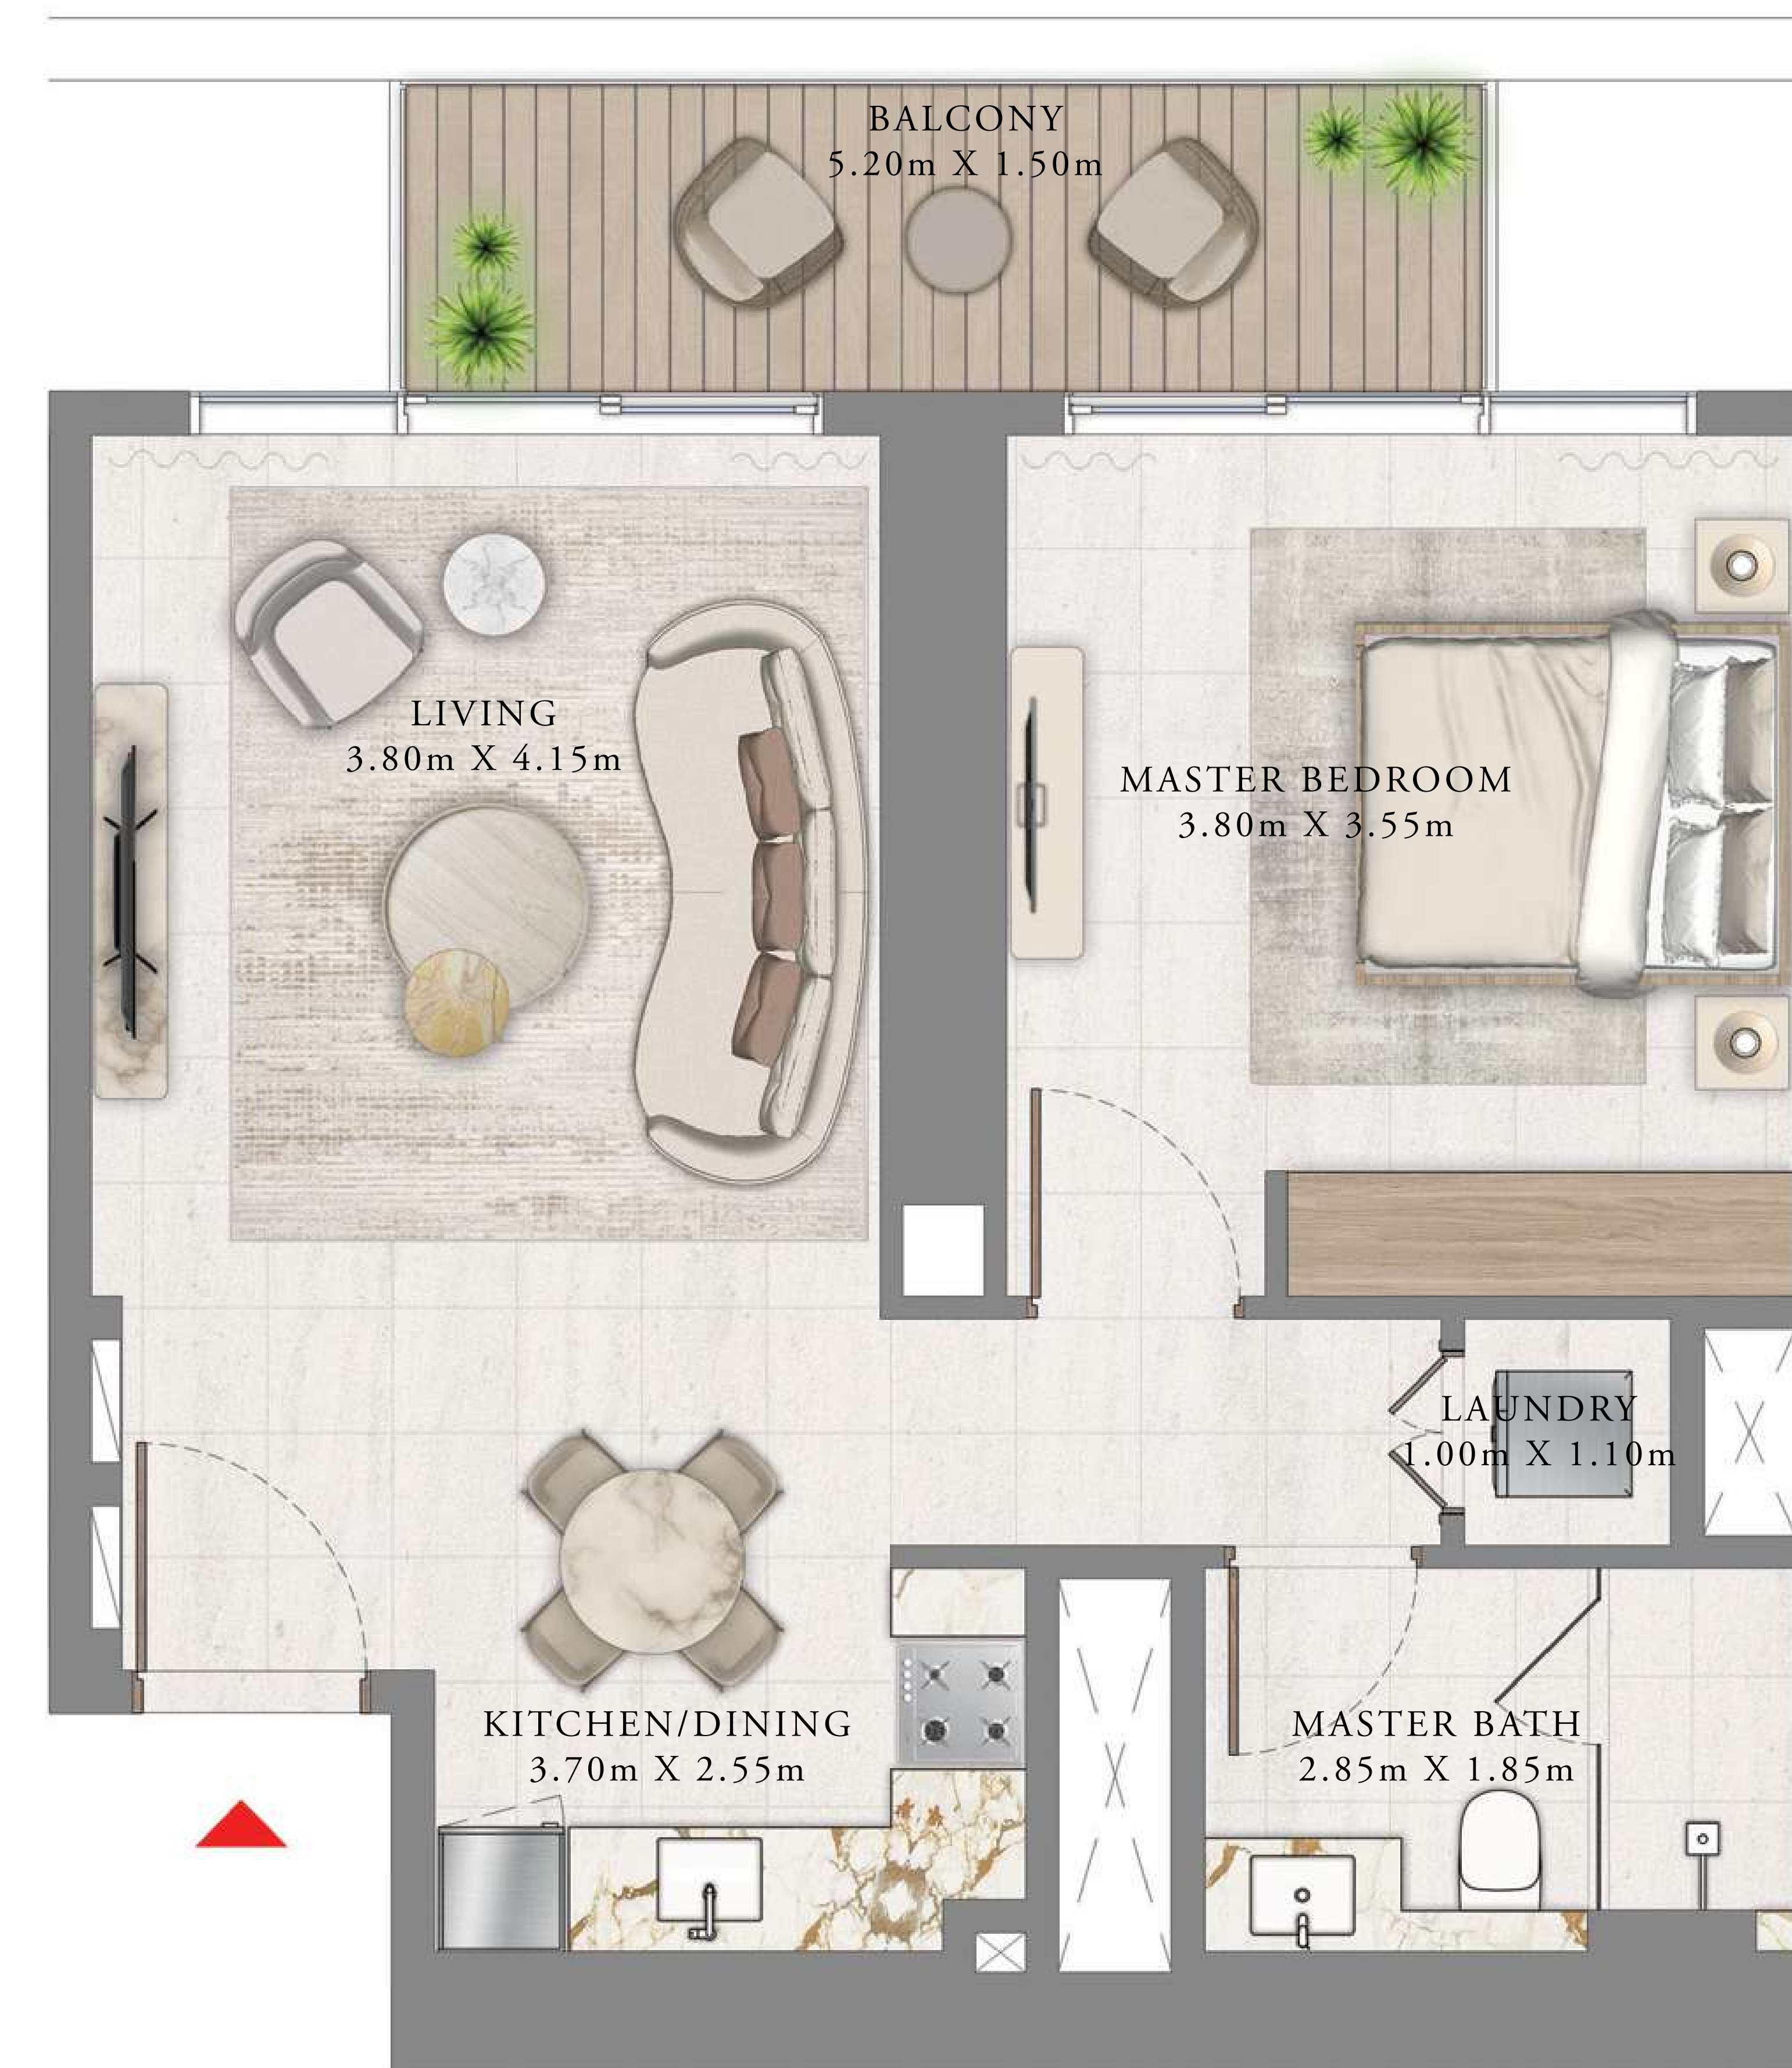 BALCONY
5.20m X 1.50m
LIVING
3.80m X 4.15m
MASTER BEDROOM
3.80m X 3.55m
LAUNDRY
1.00m X 1.10m
KITCHEN/DINING
3.70m X 2.55m
MASTER BATH
2.85m X 1.85m